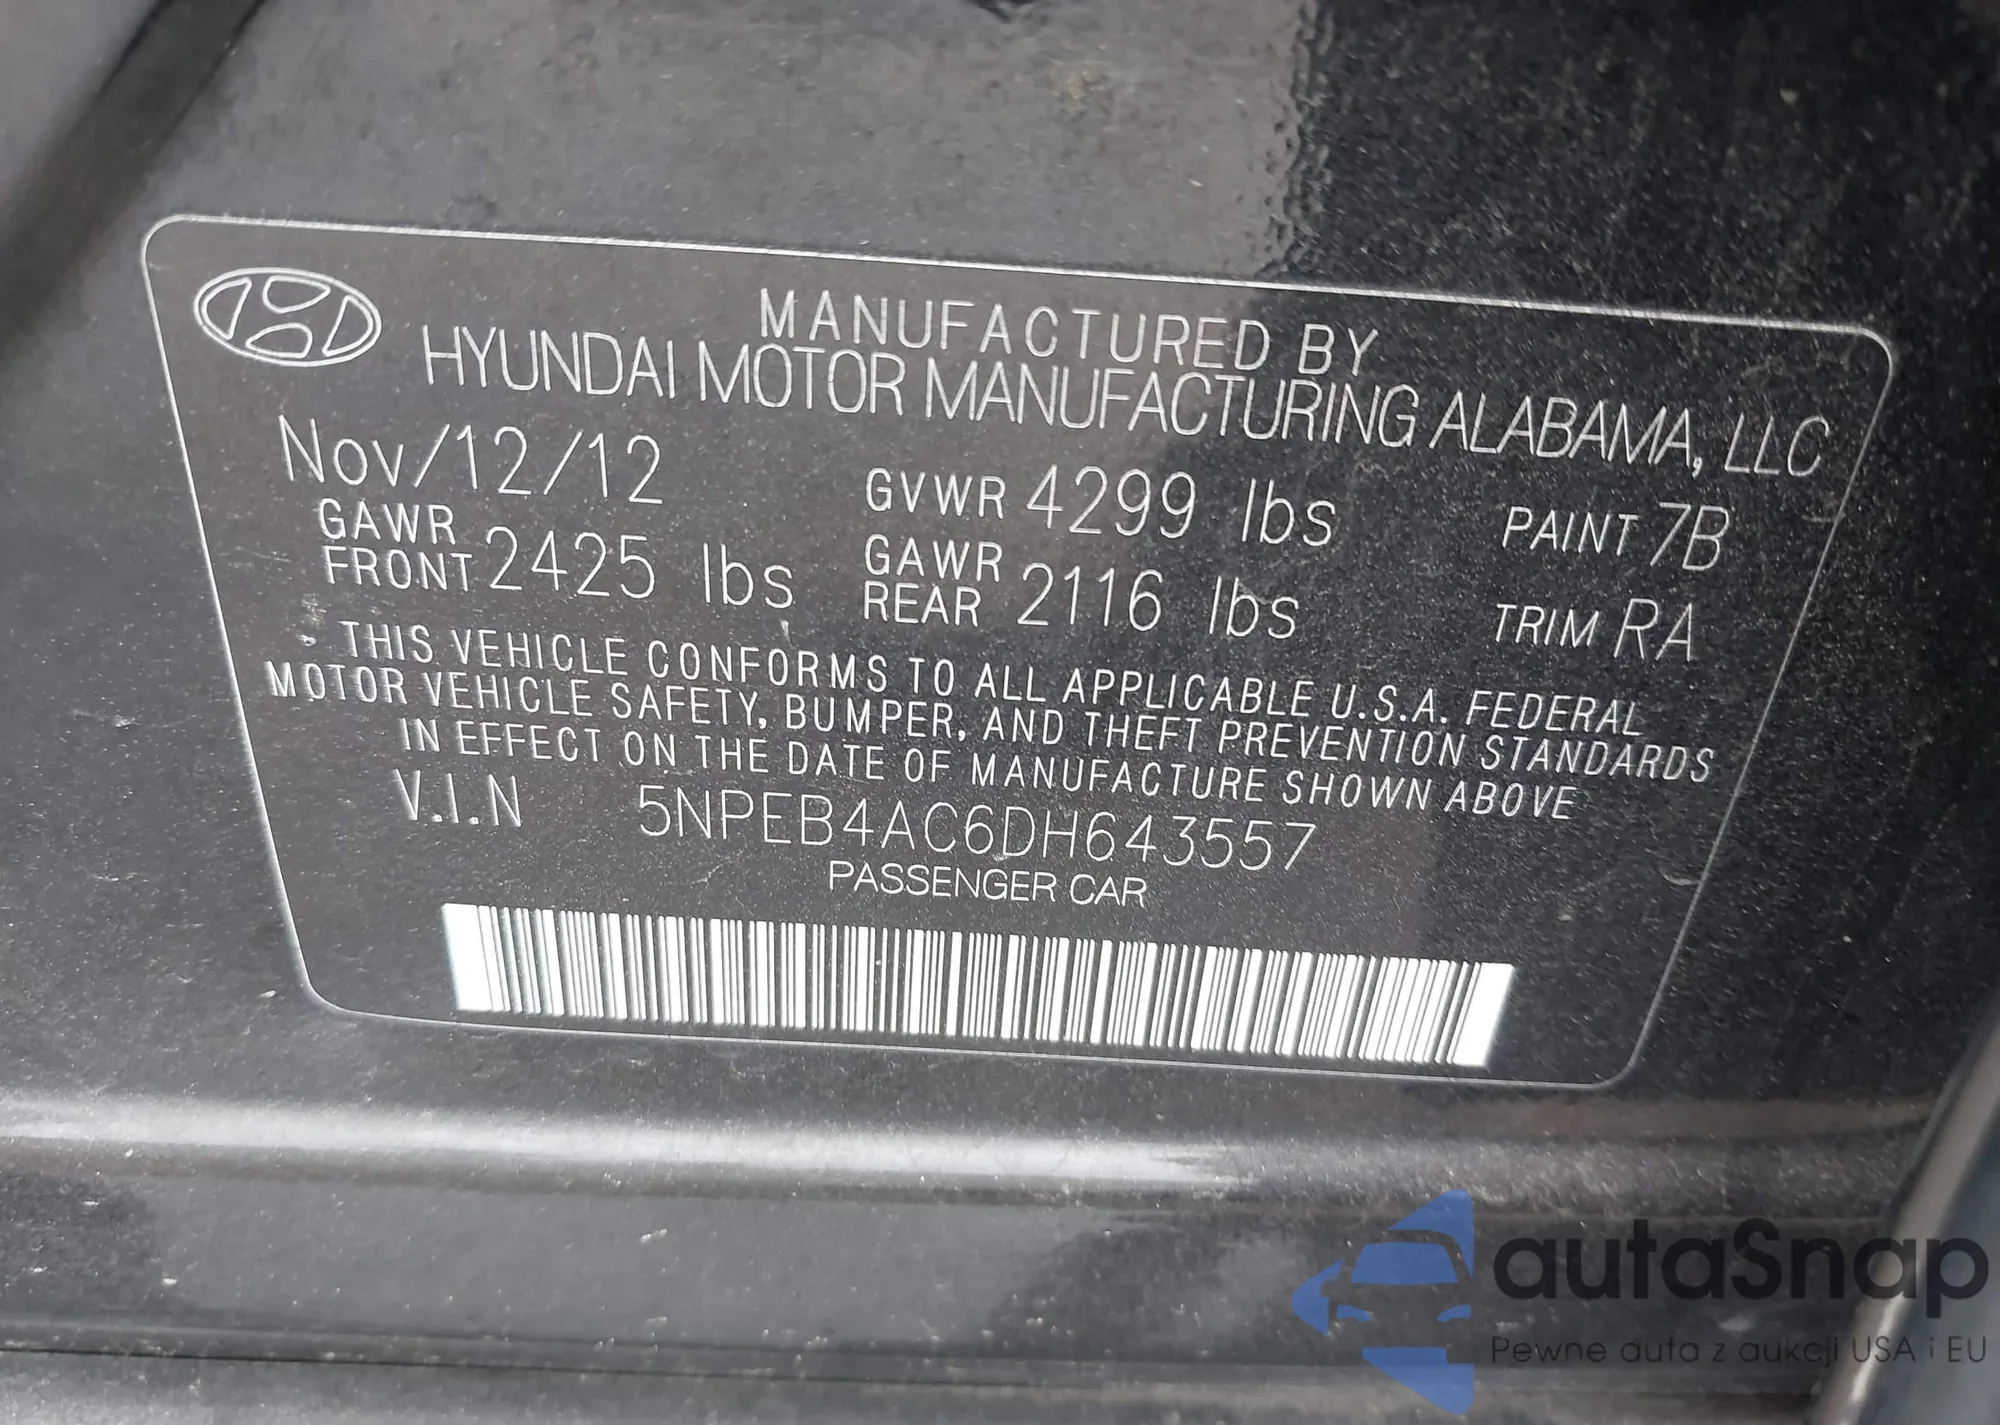 MANUFACTURED BY
HYUNDAI MOTOR MANUFACTURING ALABAMA, LLC
Nov/12/12 GVWR 4299 lbs PAINT 7B
GAWR FRONT 2425 lbs GAWR REAR 2116 lbs TRIM RA
THIS VEHICLE CONFORMS TO ALL APPLICABLE U.S.A. FEDERAL
MOTOR VEHICLE SAFETY, BUMPER, AND THEFT PREVENTION STANDARDS
IN EFFECT ON THE DATE OF MANUFACTURE SHOWN ABOVE
V.I.N 5NPEB4AC6DH643557
PASSENGER CAR
autaSnap
Pewne auta z aukcji USA i EU